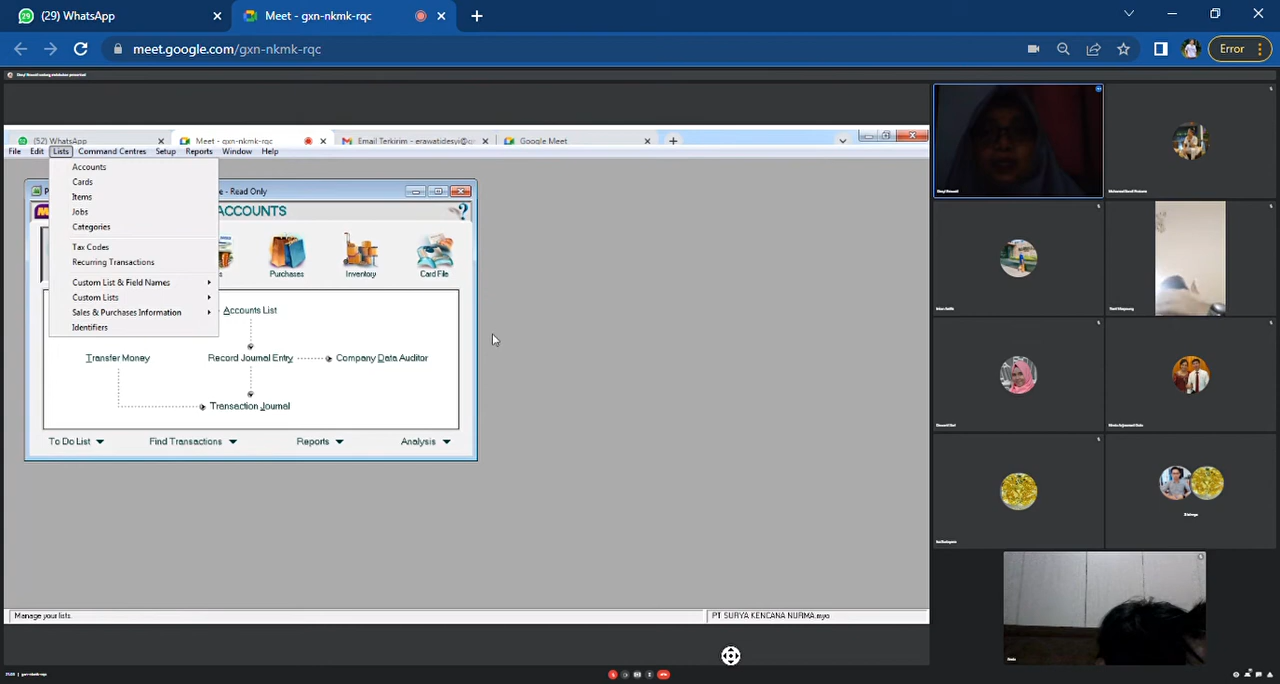 (29) WhatsApp
Meet - gxn-nkmk-rqc
meet.google.com/gxn-nkmk-rqc
Error
(52) WhatsApp
Meet - gxn-nkmk-rqc
Email Terkirim - erawatidesyi@
Google Meet
File Edit Lists Command Centres Setup Reports Window Help
Accounts
Cards
Items
Jobs
Categories
Tax Codes
Recurring Transactions
Custom List & Field Names
Custom Lists
Sales & Purchases Information
Identifiers
- Read Only
ACCOUNTS
Purchases
Inventory
Card File
Accounts List
Transfer Money
Record Journal Entry
Company Data Auditor
Transaction Journal
To Do List
Find Transactions
Reports
Analysis
Manage your lists.
PT SURYA KENCANA NURMA.myo